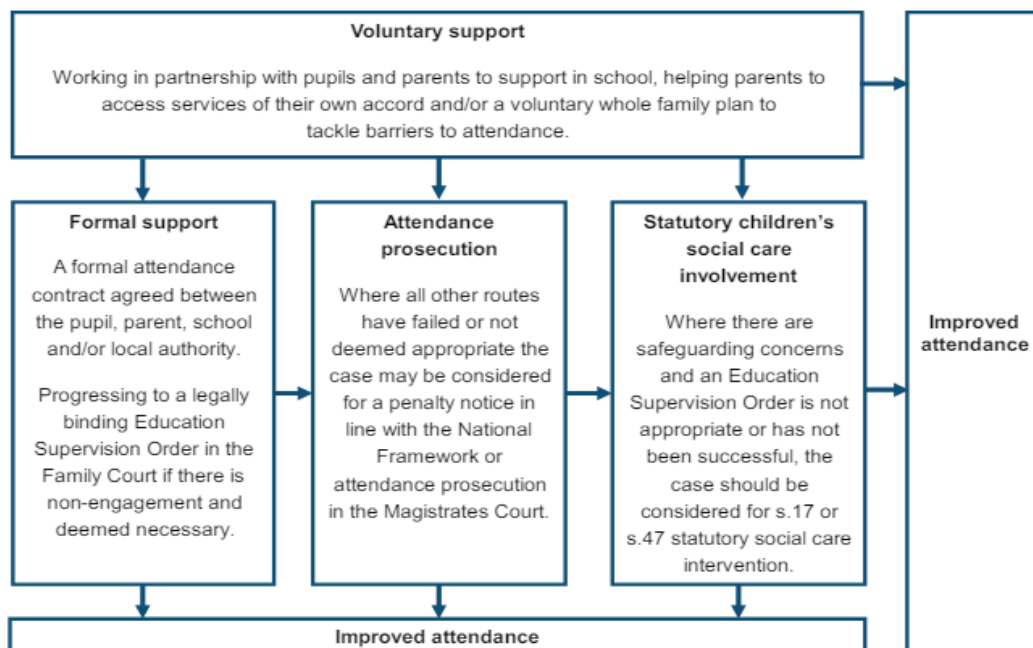 Voluntary support
Working in partnership with pupils and parents to support in school, helping parents to
access services of their own accord and/or a voluntary whole family plan to
tackle barriers to attendance.
Formal support
A formal attendance
contract agreed between
the pupil, parent, school
and/or local authority.
Progressing to a legally
binding Education
Supervision Order in the
Family Court if there is
non-engagement and
deemed necessary.
Attendance
prosecution
Where all other routes
have failed or not
deemed appropriate the
case may be considered
for a penalty notice in
line with the National
Framework or
attendance prosecution
in the Magistrates Court.
Statutory children's
social care
involvement
Where there are
safeguarding concerns
and an Education
Supervision Order is not
appropriate or has not
been successful, the
case should be
considered for s.17 or
s.47 statutory social care
intervention.
Improved
attendance
Improved attendance